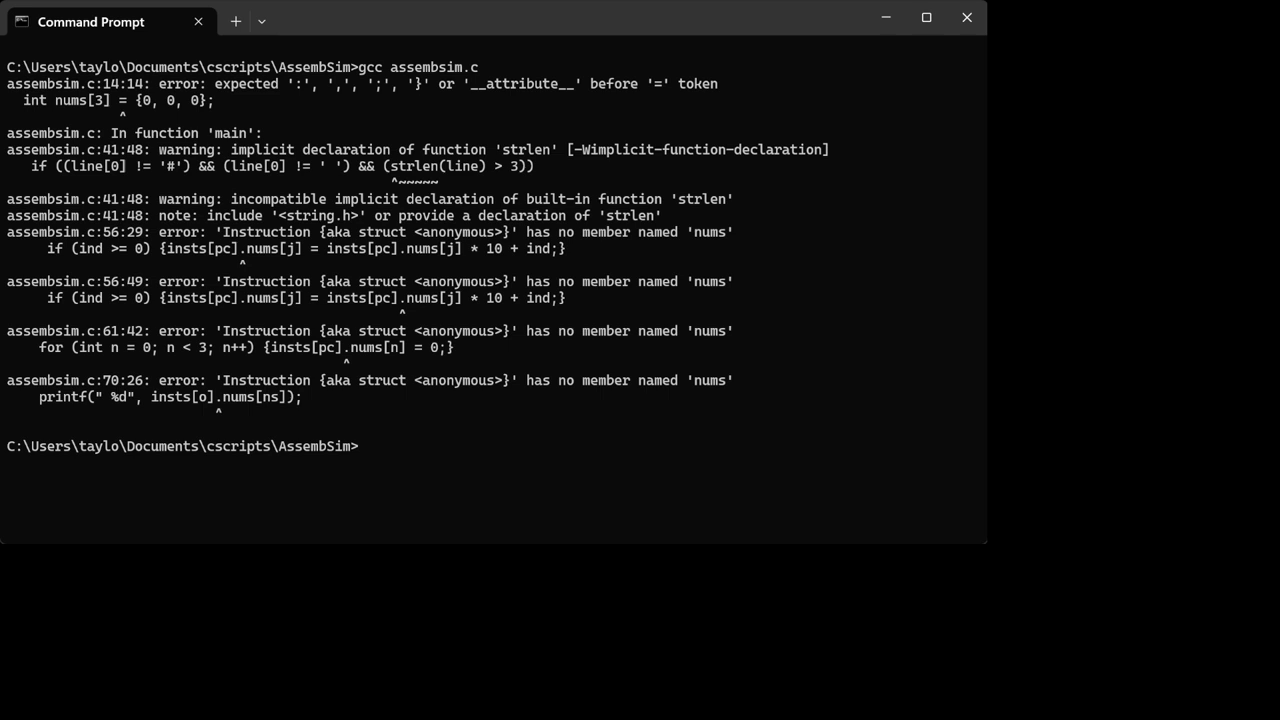 Command Prompt
C:\Users\taylo\Documents\cscripts\AssembSim>gcc assembsim.c
assembsim.c:14:14: error: expected ':', ',', ';', '}' or '__attribute__' before '=' token
  int nums[3] = {0, 0, 0};
              ^
assembsim.c: In function 'main':
assembsim.c:41:48: warning: implicit declaration of function 'strlen' [-Wimplicit-function-declaration]
   if ((line[0] != '#') && (line[0] != ' ') && (strlen(line) > 3))
                                                ^~~~~~
assembsim.c:41:48: warning: incompatible implicit declaration of built-in function 'strlen'
assembsim.c:41:48: note: include '<string.h>' or provide a declaration of 'strlen'
assembsim.c:56:29: error: 'Instruction {aka struct <anonymous>}' has no member named 'nums'
     if (ind >= 0) {insts[pc].nums[j] = insts[pc].nums[j] * 10 + ind;}
                             ^
assembsim.c:56:49: error: 'Instruction {aka struct <anonymous>}' has no member named 'nums'
     if (ind >= 0) {insts[pc].nums[j] = insts[pc].nums[j] * 10 + ind;}
                                                 ^
assembsim.c:61:42: error: 'Instruction {aka struct <anonymous>}' has no member named 'nums'
    for (int n = 0; n < 3; n++) {insts[pc].nums[n] = 0;}
                                          ^
assembsim.c:70:26: error: 'Instruction {aka struct <anonymous>}' has no member named 'nums'
    printf(" %d", insts[o].nums[ns]);
                          ^
C:\Users\taylo\Documents\cscripts\AssembSim>